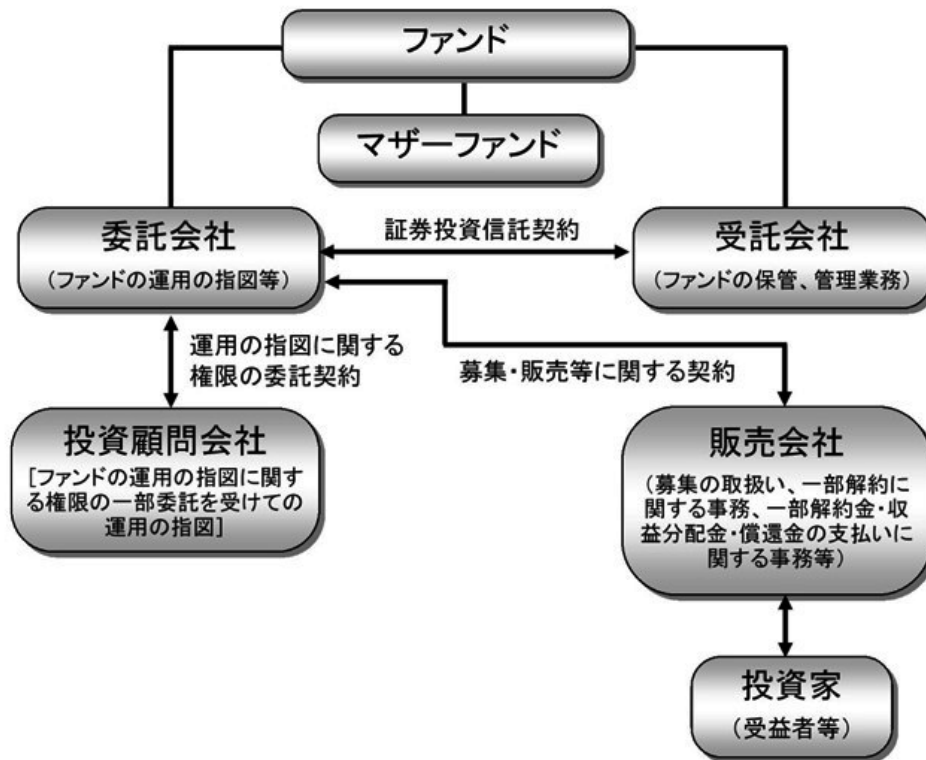 ファンド
マザーファンド
委託会社
(ファンドの運用の指図等)
証券投資信託契約
受託会社
(ファンドの保管、管理業務)
運用の指図に関する
権限の委託契約
募集・販売等に関する契約
投資顧問会社
[ファンドの運用の指図に関す
る権限の一部委託を受けての
運用の指図]
販売会社
(募集の取扱い、一部解約に
関する事務、一部解約金・収
益分配金・償還金の支払いに
関する事務等)
投資家
(受益者等)